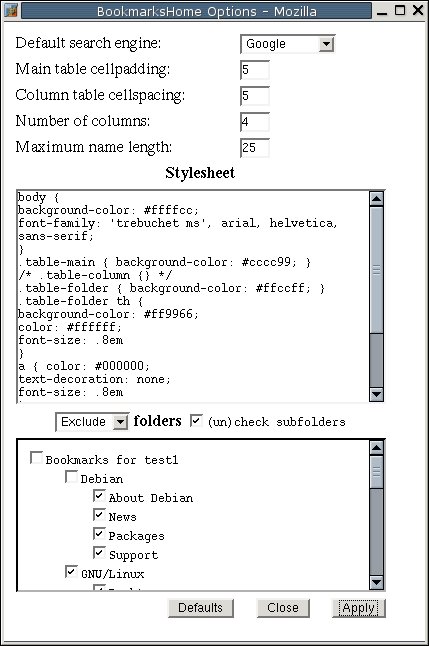 BookmarksHome Options - Mozilla
Default search engine: Google
Main table cellpadding: 5
Column table cellspacing: 5
Number of columns: 4
Maximum name length: 25
Stylesheet
body {
background-color: #ffffcc;
font-family: 'trebuchet ms', arial, helvetica,
sans-serif;
}
.table-main { background-color: #cccc99; }
/* .table-column {} */
.table-folder { background-color: #ffccff; }
.table-folder th {
background-color: #ff9966;
color: #ffffff;
font-size: .8em
}
a { color: #000000;
text-decoration: none;
font-size: .8em
Exclude folders (un)check subfolders
Bookmarks for test1
Debian
About Debian
News
Packages
Support
GNU/Linux
Defaults Close Apply